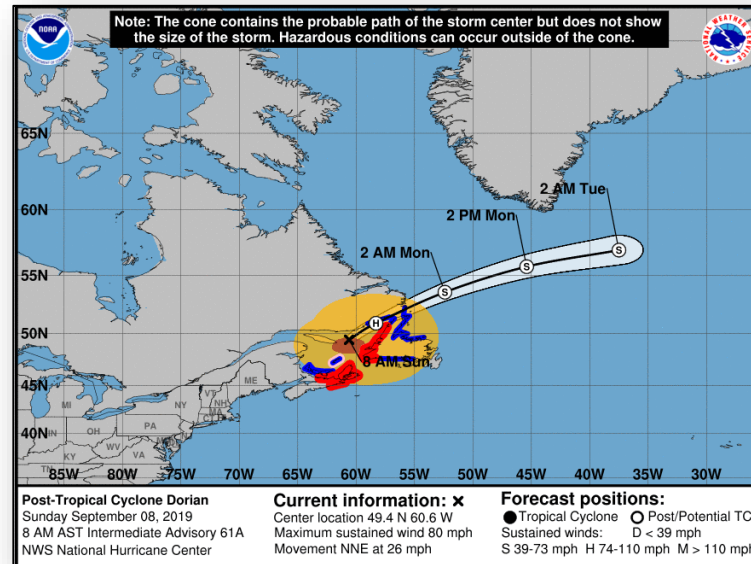 Note: The cone contains the probable path of the storm center but does not show
the size of the storm. Hazardous conditions can occur outside of the cone.
NOAA
NATIONAL WEATHER SERVICE
65N
60N
2 AM Tue
2 PM Mon
2 AM Mon
55N
S
S
S
H
50N
8 AM Sun
45N
ME
VT
NH
MA
NY
MI
PA
OH
IN
WV
VA
KY
TN
40N
85W 80W 75W 70W 65W 60W 55W 50W 45W 40W 35W 30W
Post-Tropical Cyclone Dorian
Sunday September 08, 2019
8 AM AST Intermediate Advisory 61A
NWS National Hurricane Center
Current information: x
Center location 49.4 N 60.6 W
Maximum sustained wind 80 mph
Movement NNE at 26 mph
Forecast positions:
Tropical Cyclone Post/Potential TC
Sustained winds: D < 39 mph
S 39-73 mph H 74-110 mph M > 110 mph